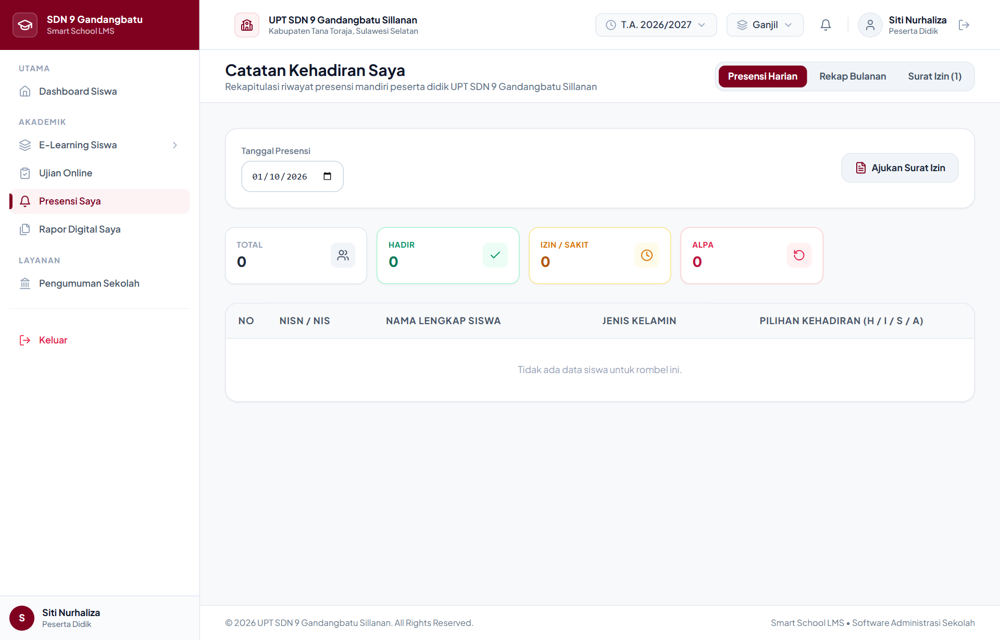 SDN 9 Gandangbatu
Smart School LMS
UTAMA
Dashboard Siswa
AKADEMIK
E-Learning Siswa
Ujian Online
Presensi Saya
Rapor Digital Saya
LAYANAN
Pengumuman Sekolah
Keluar
S
Siti Nurhaliza
Peserta Didik
UPT SDN 9 Gandangbatu Sillanan
Kabupaten Tana Toraja, Sulawesi Selatan
T.A. 2026/2027
Ganjil
Siti Nurhaliza
Peserta Didik
Catatan Kehadiran Saya
Rekapitulasi riwayat presensi mandiri peserta didik UPT SDN 9 Gandangbatu Sillanan
Presensi Harian
Rekap Bulanan
Surat Izin (1)
Tanggal Presensi
01/10/2026
Ajukan Surat Izin
TOTAL
0
HADIR
0
IZIN / SAKIT
0
ALPA
0
NO NISN / NIS NAMA LENGKAP SISWA JENIS KELAMIN PILIHAN KEHADIRAN (H / I / S / A)
Tidak ada data siswa untuk rombel ini.
© 2026 UPT SDN 9 Gandangbatu Sillanan. All Rights Reserved.
Smart School LMS • Software Administrasi Sekolah